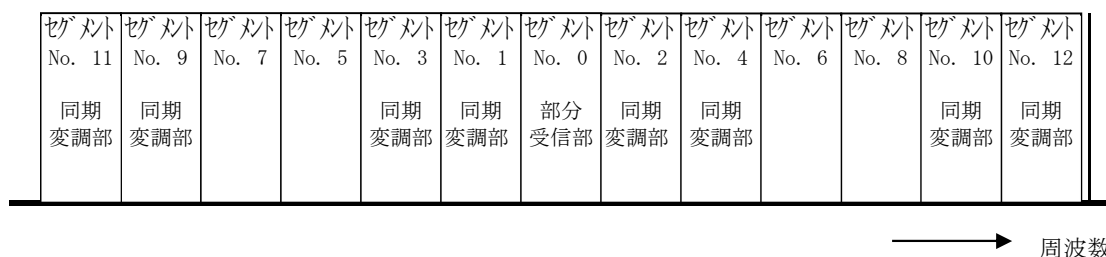 ｾｸﾞﾒﾝﾄ ｾｸﾞﾒﾝﾄ ｾｸﾞﾒﾝﾄ ｾｸﾞﾒﾝﾄ ｾｸﾞﾒﾝﾄ ｾｸﾞﾒﾝﾄ ｾｸﾞﾒﾝﾄ ｾｸﾞﾒﾝﾄ ｾｸﾞﾒﾝﾄ ｾｸﾞﾒﾝﾄ ｾｸﾞﾒﾝﾄ ｾｸﾞﾒﾝﾄ ｾｸﾞﾒﾝﾄ
No. 11 No. 9 No. 7 No. 5 No. 3 No. 1 No. 0 No. 2 No. 4 No. 6 No. 8 No. 10 No. 12
同期 同期 同期 同期 部分 同期 同期 同期 同期
変調部 変調部 変調部 変調部 受信部 変調部 変調部 変調部 変調部
周波数